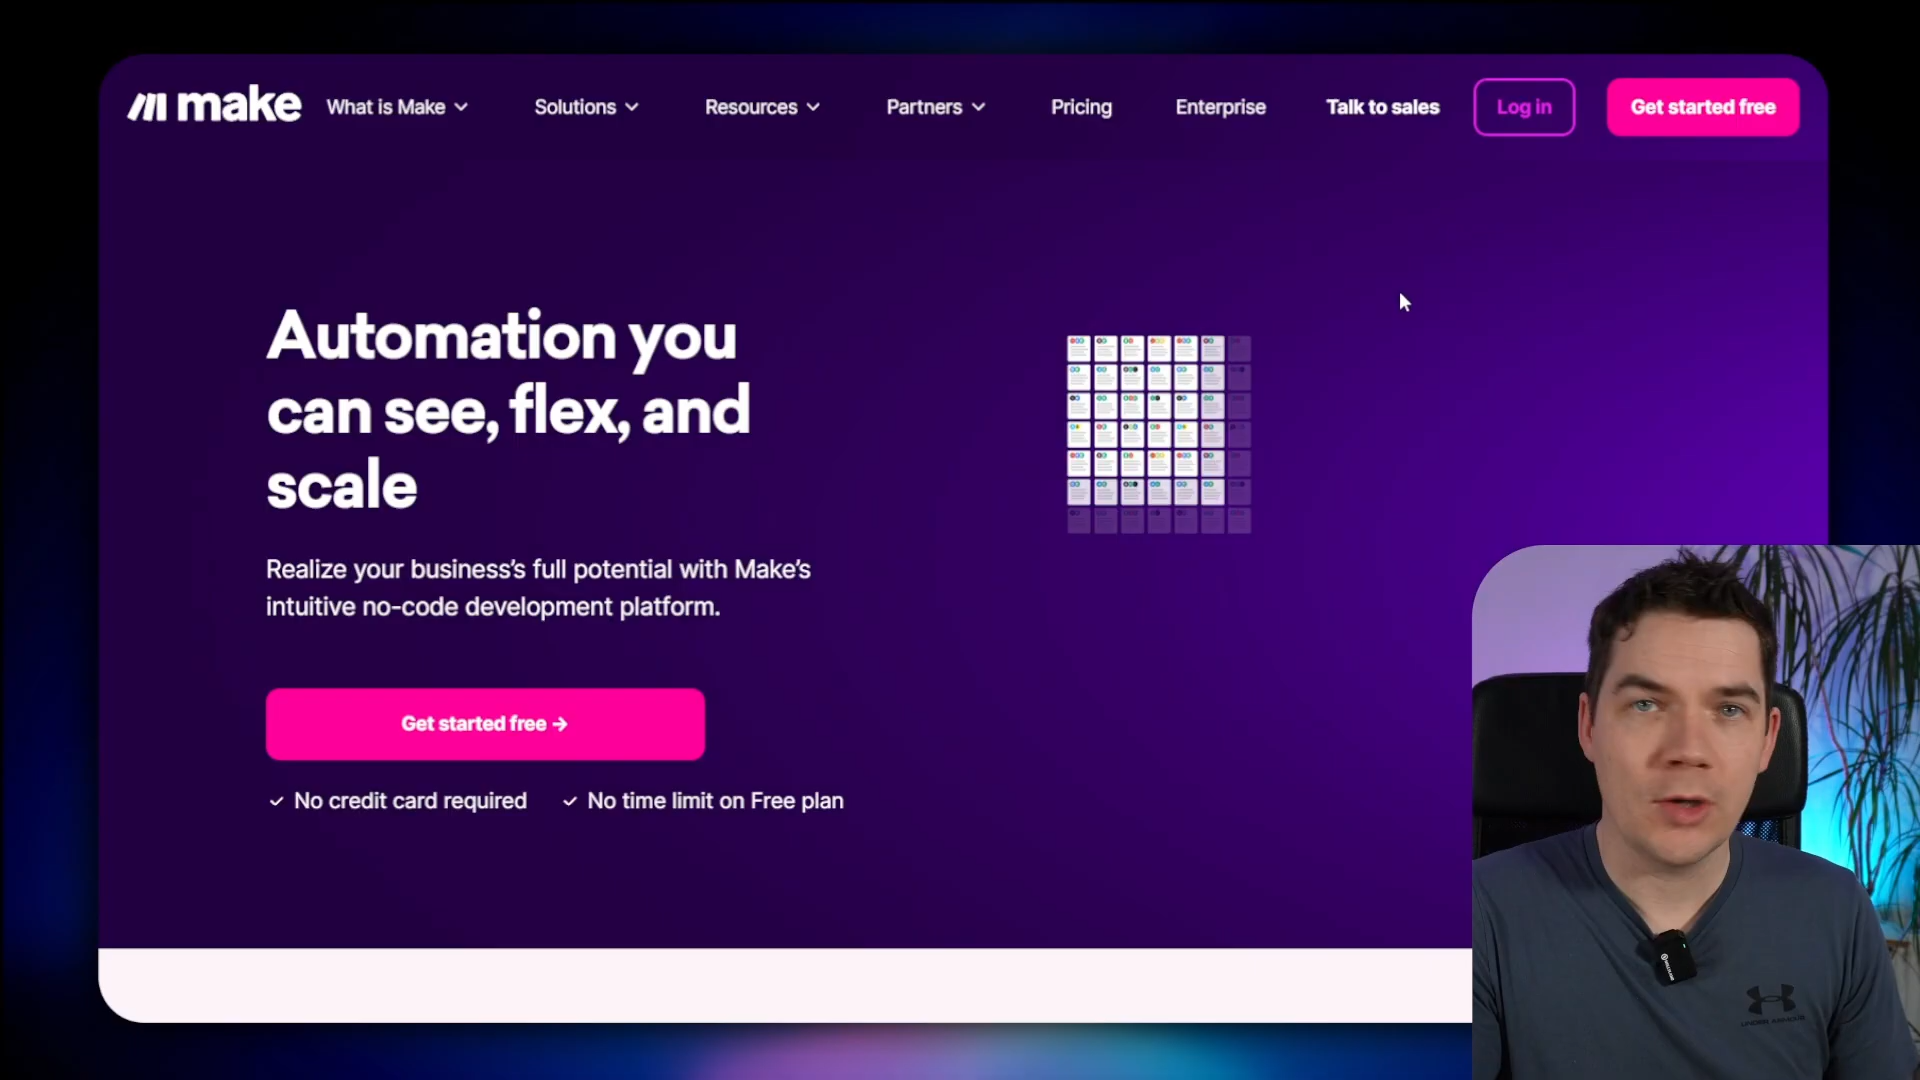 make
What is Make
Solutions
Resources
Partners
Pricing
Enterprise
Talk to sales
Log in
Get started free
Automation you
can see, flex, and
scale
Realize your business's full potential with Make's
intuitive no-code development platform.
Get started free →
No credit card required
No time limit on Free plan
UNDER ARMOUR